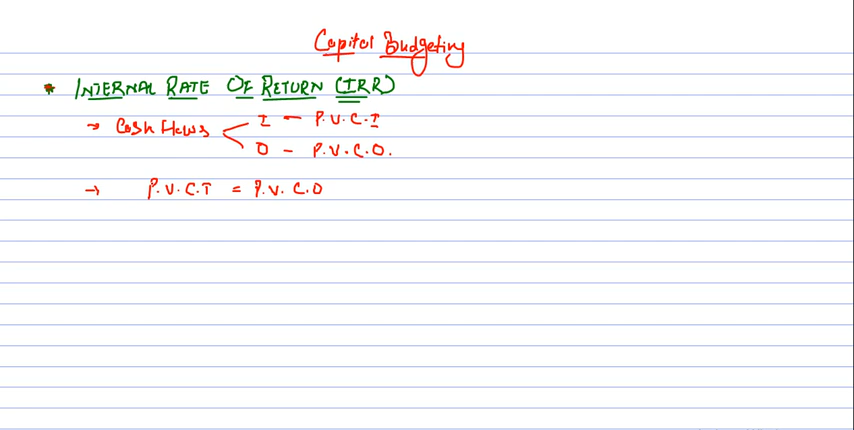 Capital Budgeting
* INTERNAL RATE OF RETURN (IRR)
→ Cash flows < I – P.V.C.I
O – P.V.C.O.
→ P.V.C.I = P.V.C.O